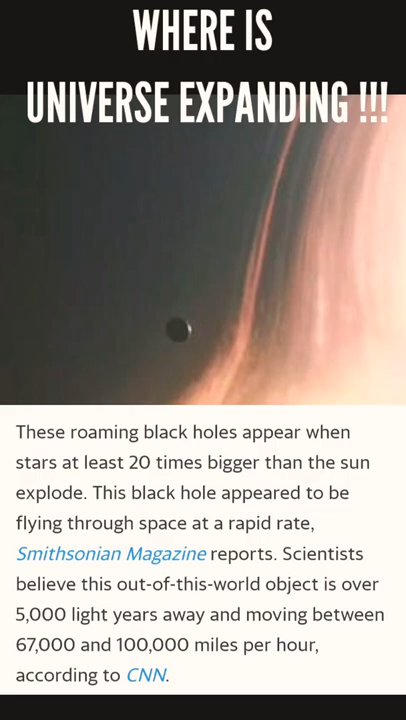 WHERE IS
UNIVERSE EXPANDING !!!
These roaming black holes appear when
stars at least 20 times bigger than the sun
explode. This black hole appeared to be
flying through space at a rapid rate,
Smithsonian Magazine reports. Scientists
believe this out-of-this-world object is over
5,000 light years away and moving between
67,000 and 100,000 miles per hour,
according to CNN.